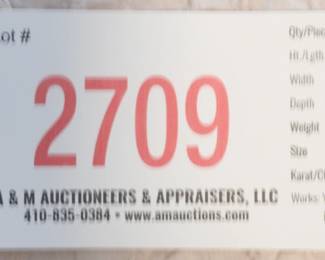 ot #
2709
A & M AUCTIONEERS & APPRAISERS, LLC
410-835-0384 • www.amauctions.com
Qty/Piec
Ht./Lgth
Width
Depth
Weight
Size
Karat/C
Works: